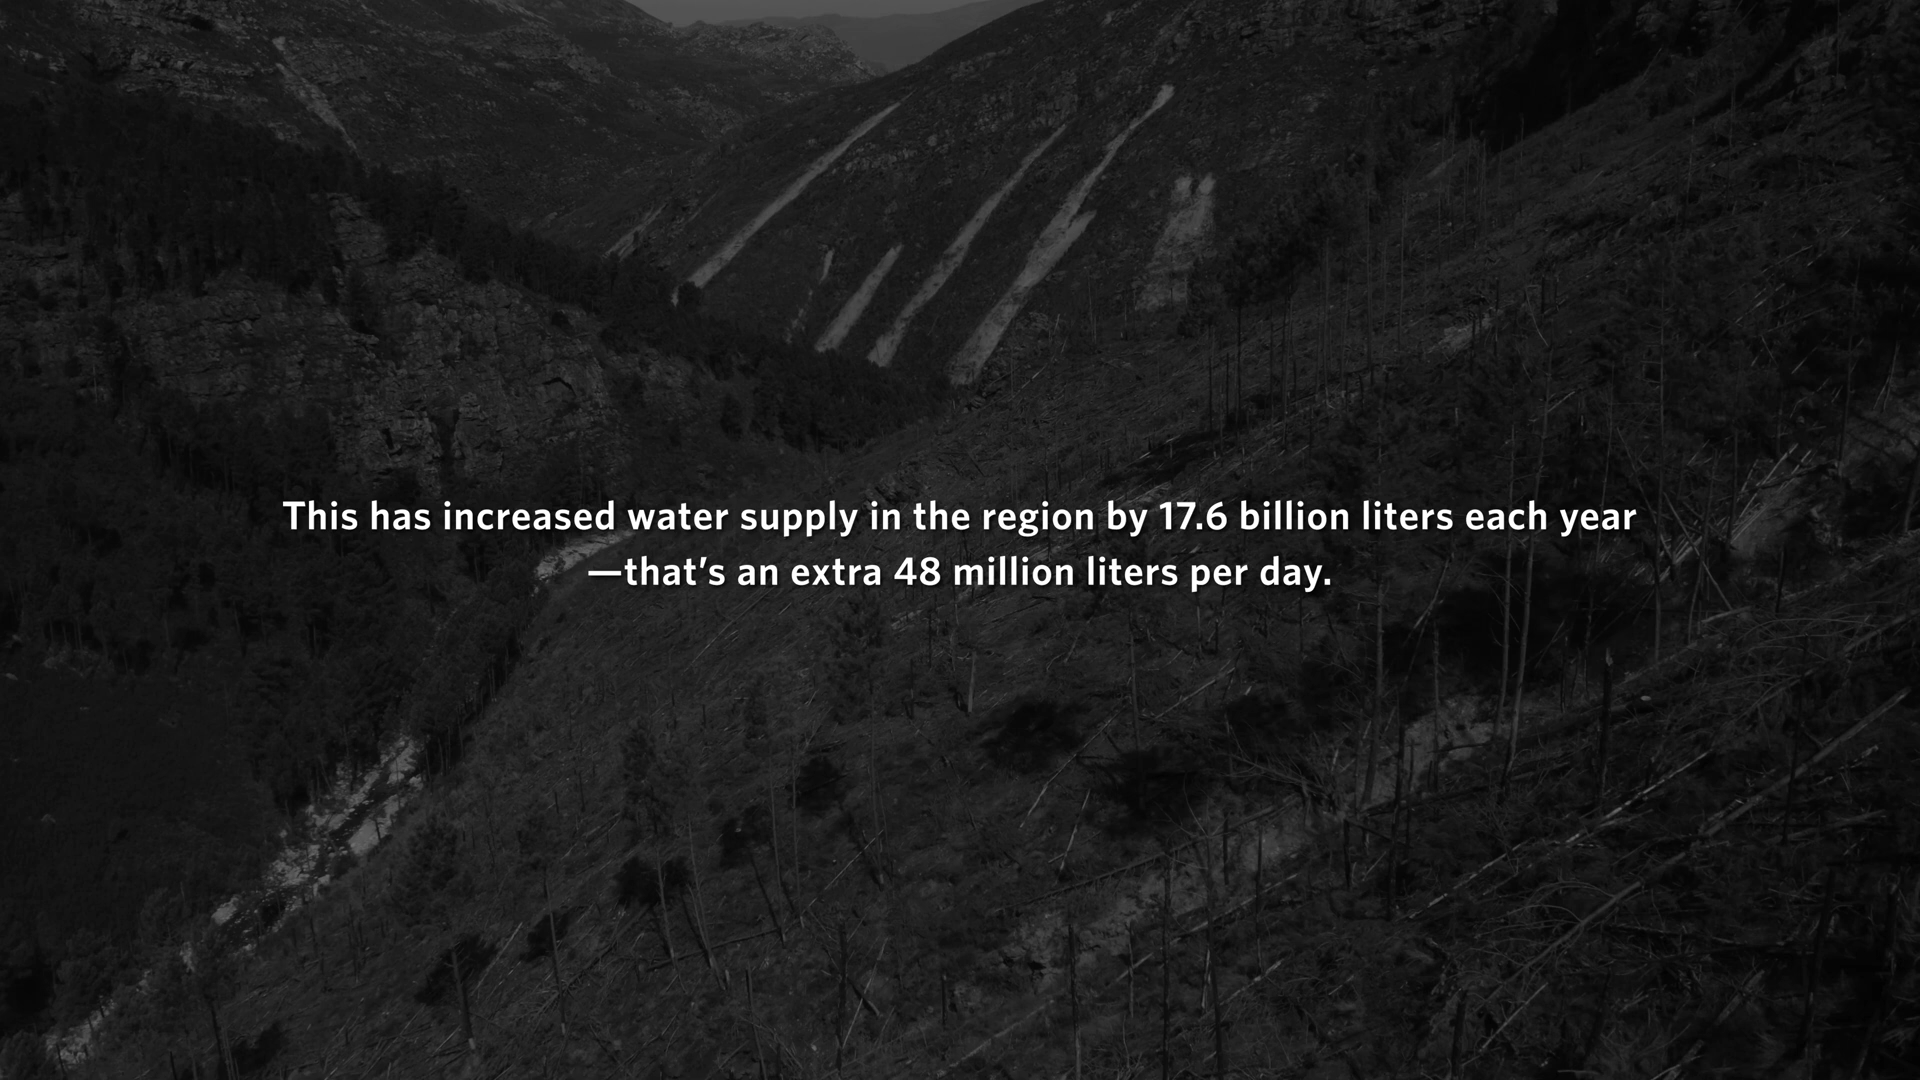 This has increased water supply in the region by 17.6 billion liters each year
—that's an extra 48 million liters per day.